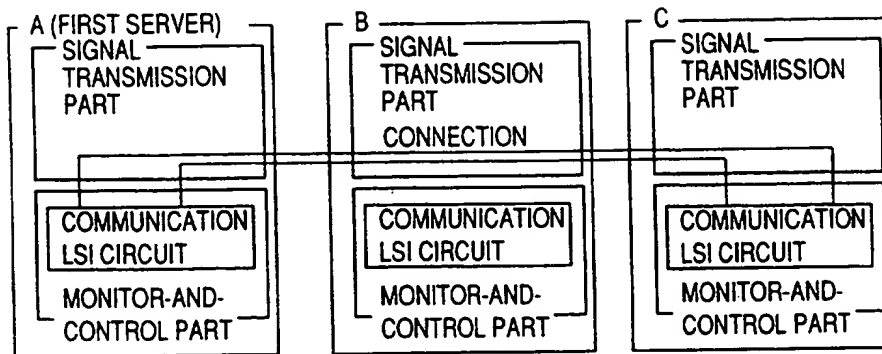 A (FIRST SERVER)
SIGNAL
TRANSMISSION
PART
COMMUNICATION
LSI CIRCUIT
MONITOR-AND-
CONTROL PART
B
SIGNAL
TRANSMISSION
PART
CONNECTION
COMMUNICATION
LSI CIRCUIT
MONITOR-AND-
CONTROL PART
C
SIGNAL
TRANSMISSION
PART
COMMUNICATION
LSI CIRCUIT
MONITOR-AND-
CONTROL PART